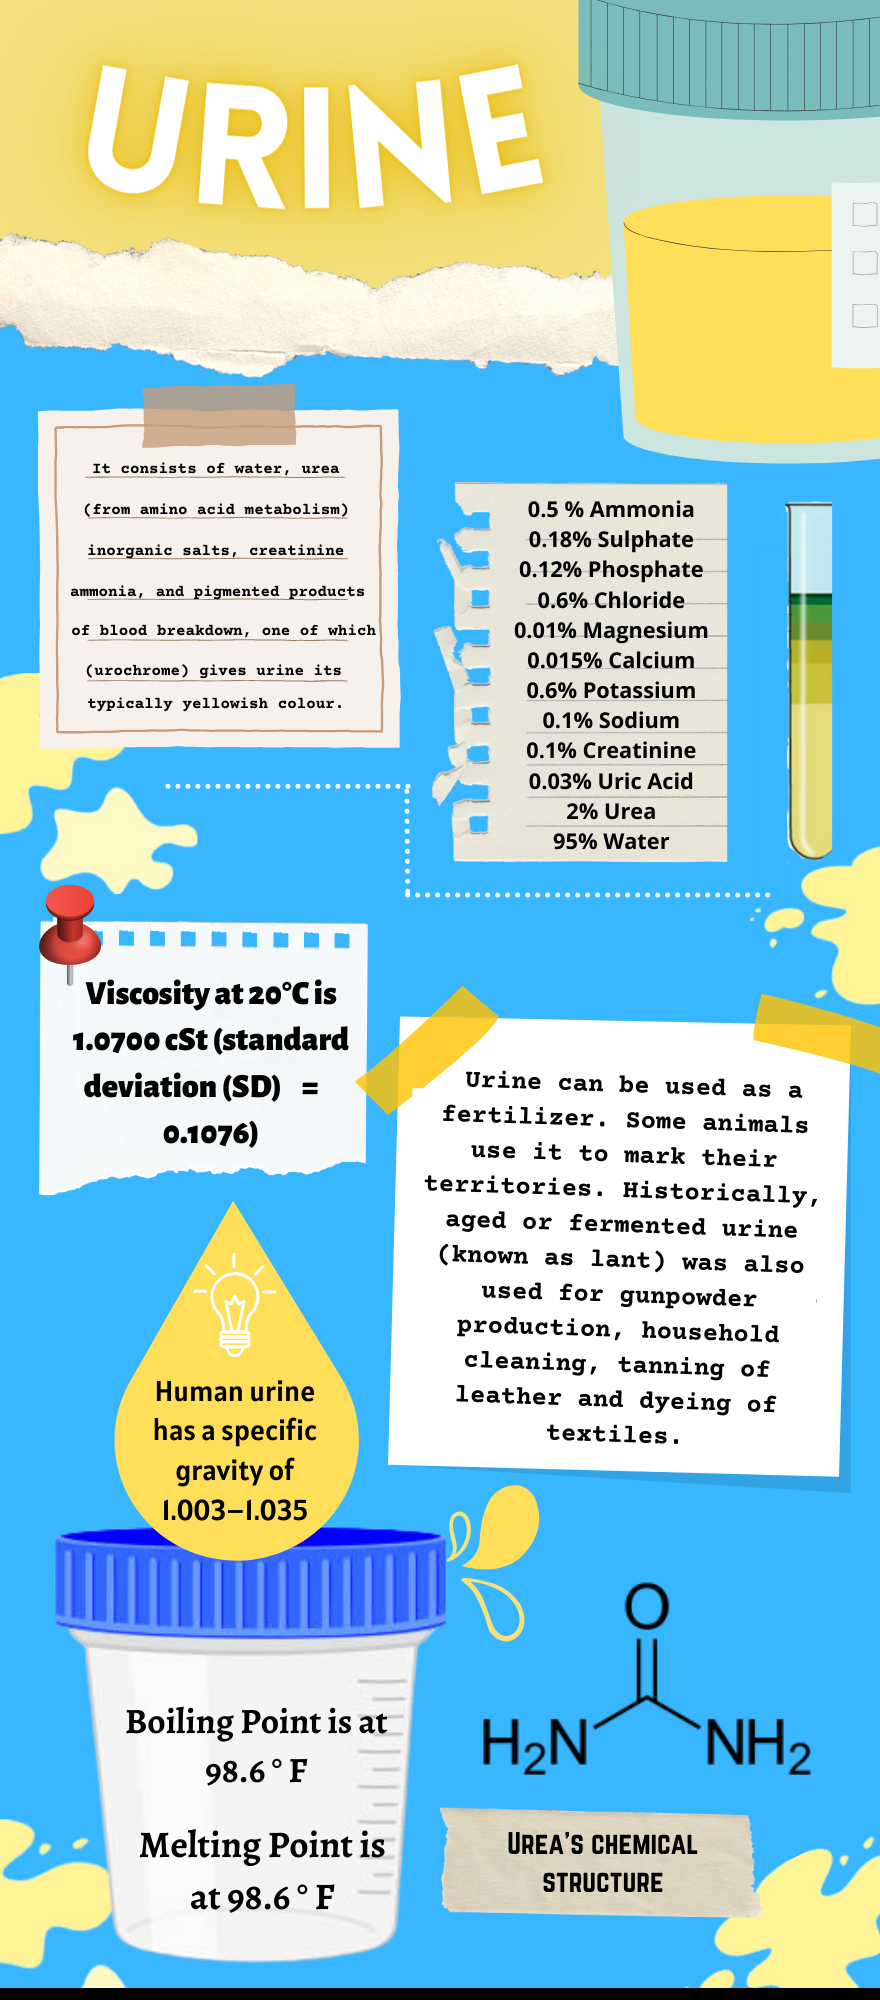 URINE
It consists of water, urea
(from amino acid metabolism)
inorganic salts, creatinine
ammonia, and pigmented products
of blood breakdown, one of which
(urochrome) gives urine its
typically yellowish colour.
0.5 % Ammonia
0.18% Sulphate
0.12% Phosphate
0.6% Chloride
0.01% Magnesium
0.015% Calcium
0.6% Potassium
0.1% Sodium
0.1% Creatinine
0.03% Uric Acid
2% Urea
95% Water
Viscosity at 20°C is
1.0700 cSt (standard
deviation (SD) =
0.1076)
Urine can be used as a
fertilizer. Some animals
use it to mark their
territories. Historically,
aged or fermented urine
(known as lant) was also
used for gunpowder
production, household
cleaning, tanning of
leather and dyeing of
textiles.
Human urine
has a specific
gravity of
1.003–1.035
Boiling Point is at
98.6 ° F
Melting Point is
at 98.6 ° F
O
H₂N NH₂
UREA'S CHEMICAL
STRUCTURE